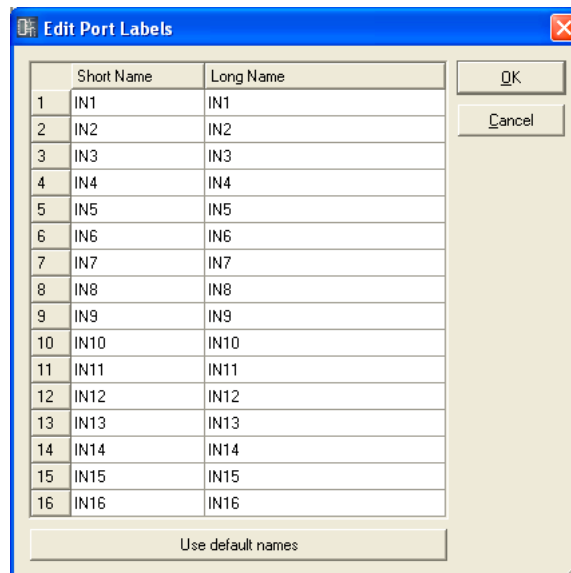 Edit Port Labels
Short Name Long Name
1 IN1 IN1
2 IN2 IN2
3 IN3 IN3
4 IN4 IN4
5 IN5 IN5
6 IN6 IN6
7 IN7 IN7
8 IN8 IN8
9 IN9 IN9
10 IN10 IN10
11 IN11 IN11
12 IN12 IN12
13 IN13 IN13
14 IN14 IN14
15 IN15 IN15
16 IN16 IN16
Use default names
OK
Cancel